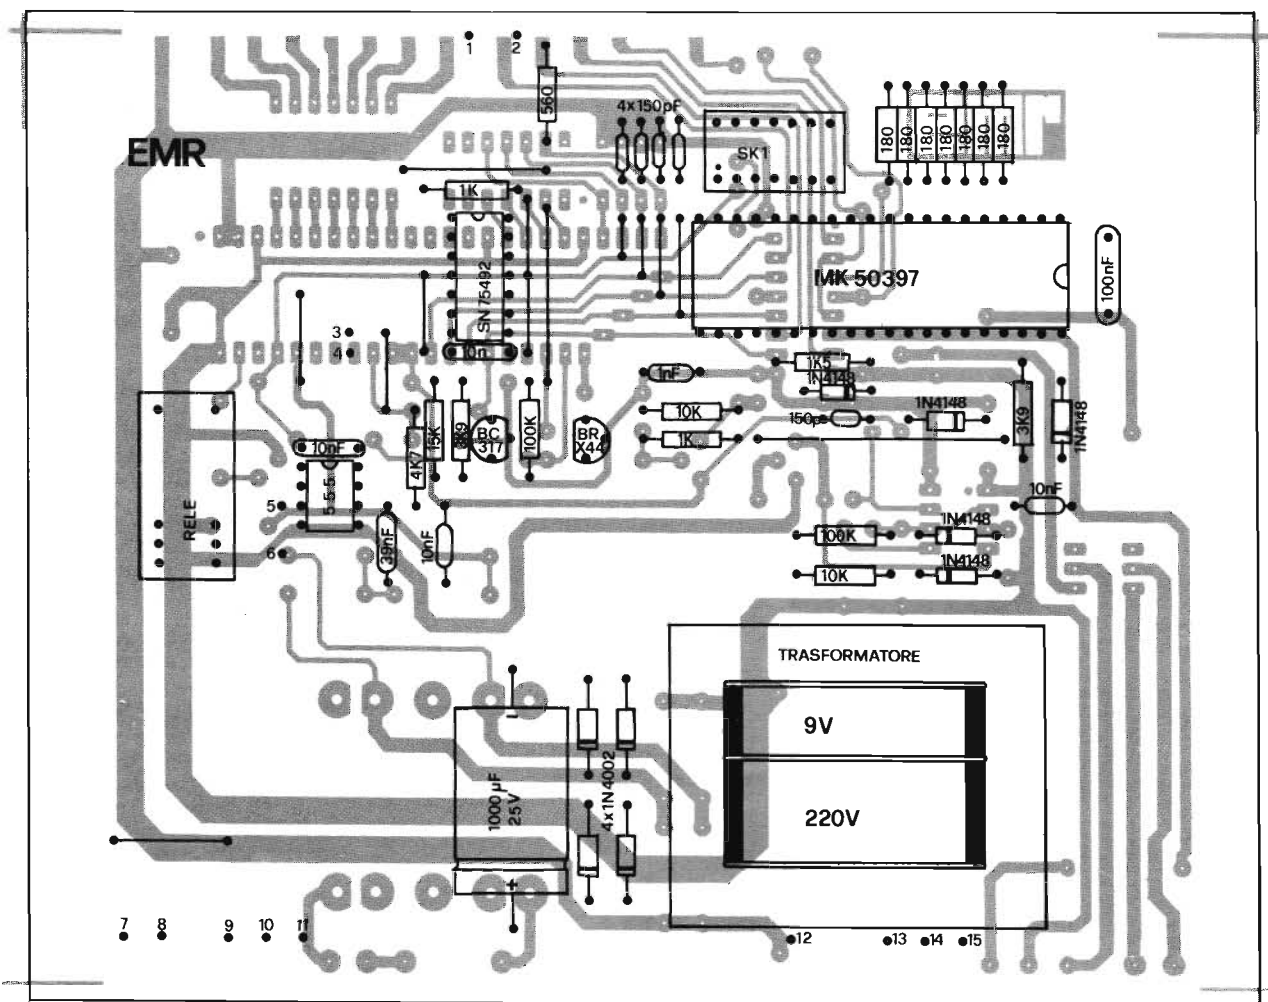 1 2
560
4x150pF
SK1
180 180 180 180 180 180 180
EMR
1K
SN 75492
MK 50397
100nF
3
4
10n
1nF
1K5
1N4148
150p
1N4148
3K9
1N4148
10K
1K
15K
3K9
BC
317
100K
BR
X44
4K7
10nF
555
5
RELE
6
39nF
10nF
10nF
1N4148
100K
1N4148
10K
TRASFORMATORE
9V
220V
–
1000µF
25V
+
4x1N4002
7 8 9 10 11
12 13 14 15